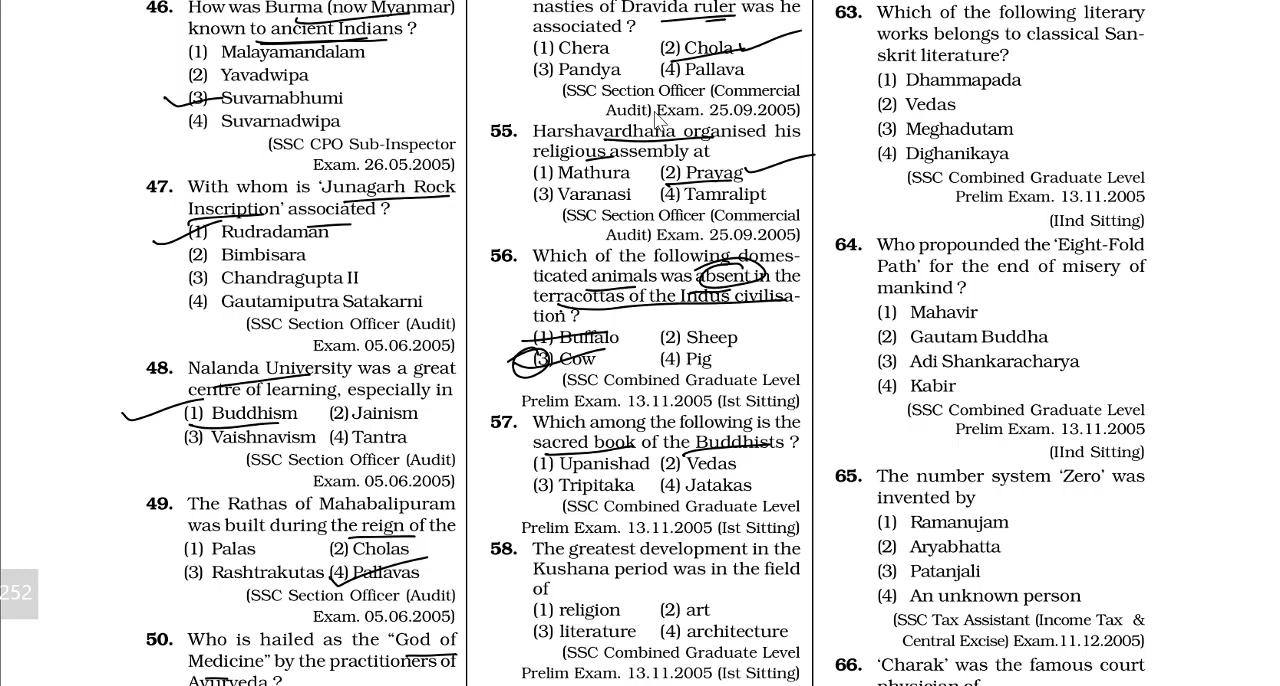 46. How was Burma (now Myanmar)
known to ancient Indians ?
(1) Malayamandalam
(2) Yavadwipa
(3) Suvarnabhumi
(4) Suvarnadwipa
(SSC CPO Sub-Inspector
Exam. 26.05.2005)
47. With whom is ‘Junagarh Rock
Inscription’ associated ?
(1) Rudradaman
(2) Bimbisara
(3) Chandragupta II
(4) Gautamiputra Satakarni
(SSC Section Officer (Audit)
Exam. 05.06.2005)
48. Nalanda University was a great
centre of learning, especially in
(1) Buddhism (2) Jainism
(3) Vaishnavism (4) Tantra
(SSC Section Officer (Audit)
Exam. 05.06.2005)
49. The Rathas of Mahabalipuram
was built during the reign of the
(1) Palas (2) Cholas
(3) Rashtrakutas (4) Pallavas
(SSC Section Officer (Audit)
Exam. 05.06.2005)
50. Who is hailed as the “God of
Medicine” by the practitioners of
Ayurveda ?
252
nasties of Dravida ruler was he
associated ?
(1) Chera (2) Chola
(3) Pandya (4) Pallava
(SSC Section Officer (Commercial
Audit) Exam. 25.09.2005)
55. Harshavardhana organised his
religious assembly at
(1) Mathura (2) Prayag
(3) Varanasi (4) Tamralipt
(SSC Section Officer (Commercial
Audit) Exam. 25.09.2005)
56. Which of the following domes-
ticated animals was absent in the
terracottas of the Indus civilisa-
tion ?
(1) Buffalo (2) Sheep
(3) Cow (4) Pig
(SSC Combined Graduate Level
Prelim Exam. 13.11.2005 (Ist Sitting)
57. Which among the following is the
sacred book of the Buddhists ?
(1) Upanishad (2) Vedas
(3) Tripitaka (4) Jatakas
(SSC Combined Graduate Level
Prelim Exam. 13.11.2005 (Ist Sitting)
58. The greatest development in the
Kushana period was in the field
of
(1) religion (2) art
(3) literature (4) architecture
(SSC Combined Graduate Level
Prelim Exam. 13.11.2005 (Ist Sitting)
63. Which of the following literary
works belongs to classical San-
skrit literature?
(1) Dhammapada
(2) Vedas
(3) Meghadutam
(4) Dighanikaya
(SSC Combined Graduate Level
Prelim Exam. 13.11.2005
(IInd Sitting)
64. Who propounded the ‘Eight-Fold
Path’ for the end of misery of
mankind ?
(1) Mahavir
(2) Gautam Buddha
(3) Adi Shankaracharya
(4) Kabir
(SSC Combined Graduate Level
Prelim Exam. 13.11.2005
(IInd Sitting)
65. The number system ‘Zero’ was
invented by
(1) Ramanujam
(2) Aryabhatta
(3) Patanjali
(4) An unknown person
(SSC Tax Assistant (Income Tax &
Central Excise) Exam.11.12.2005)
66. ‘Charak’ was the famous court
physician of